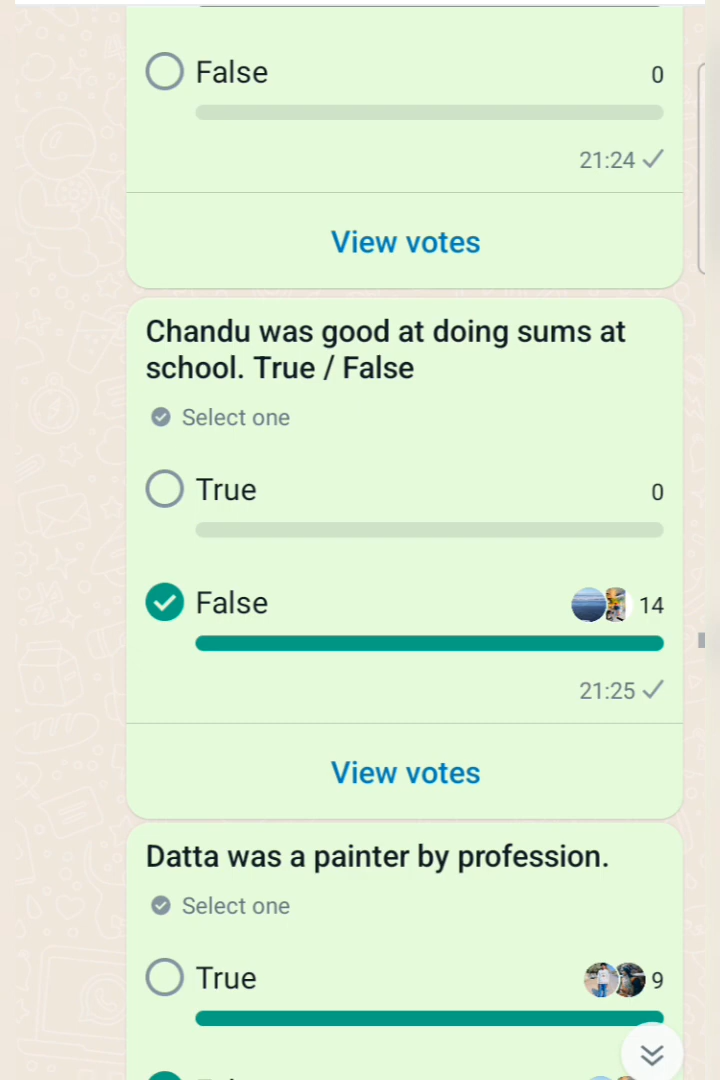 False 0
21:24
View votes
Chandu was good at doing sums at
school. True / False
Select one
True 0
False 14
21:25
View votes
Datta was a painter by profession.
Select one
True 9